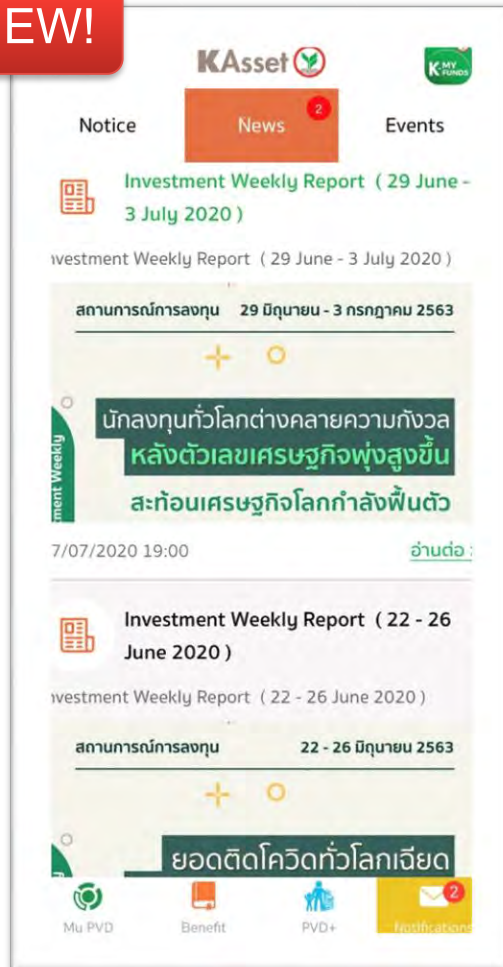 EW!
KAsset
K MY FUNDS
Notice
News
2
Events
Investment Weekly Report ( 29 June -
3 July 2020 )
nvestment Weekly Report ( 29 June - 3 July 2020 )
สถานการณ์การลงทุน 29 มิถุนายน - 3 กรกฎาคม 2563
นักลงทุนทั่วโลกต่างคลายความกังวล
หลังตัวเลขเศรษฐกิจพุ่งสูงขึ้น
สะท้อนเศรษฐกิจโลกกำลังฟื้นตัว
ment Weekly
7/07/2020 19:00
อ่านต่อ :
Investment Weekly Report ( 22 - 26
June 2020 )
nvestment Weekly Report ( 22 - 26 June 2020 )
สถานการณ์การลงทุน 22 - 26 มิถุนายน 2563
ยอดติดโควิดทั่วโลกเฉียด
My PVD
Benefit
PVD+
2
Notifications